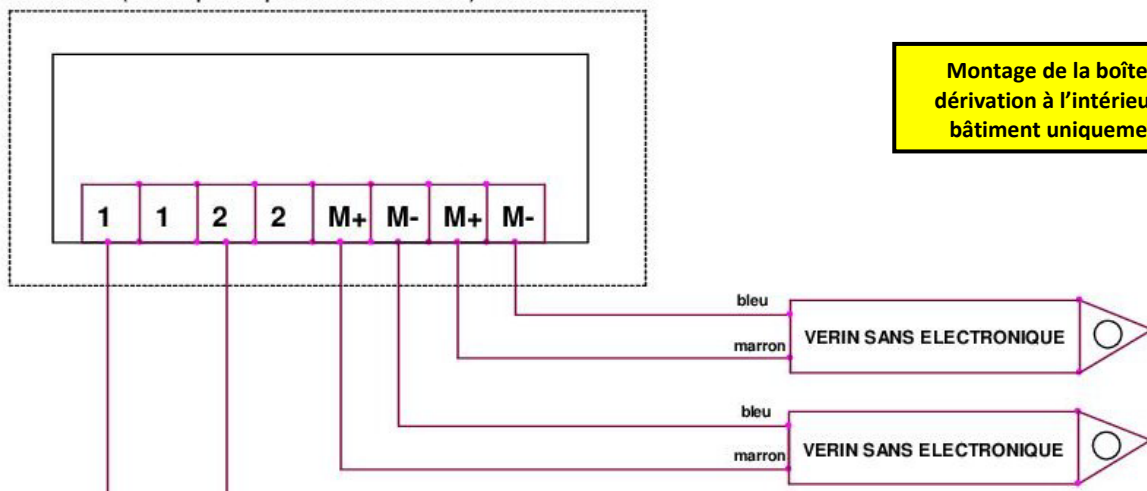 Montage de la boîte
dérivation à l'intérieu
bâtiment uniqueme
1 1 2 2 M+ M- M+ M-
bleu
marron
VERIN SANS ELECTRONIQUE
bleu
marron
VERIN SANS ELECTRONIQUE